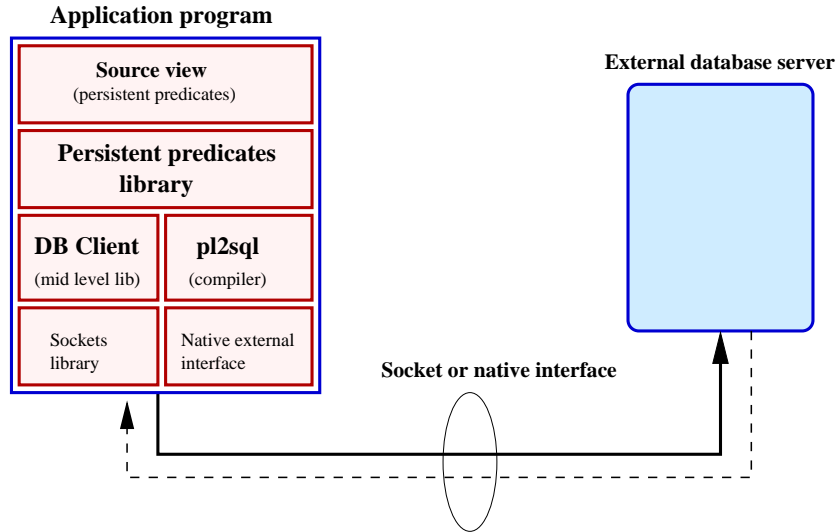 Application program
Source view
(persistent predicates)
Persistent predicates
library
DB Client
(mid level lib)
pl2sql
(compiler)
Sockets
library
Native external
interface
External database server
Socket or native interface